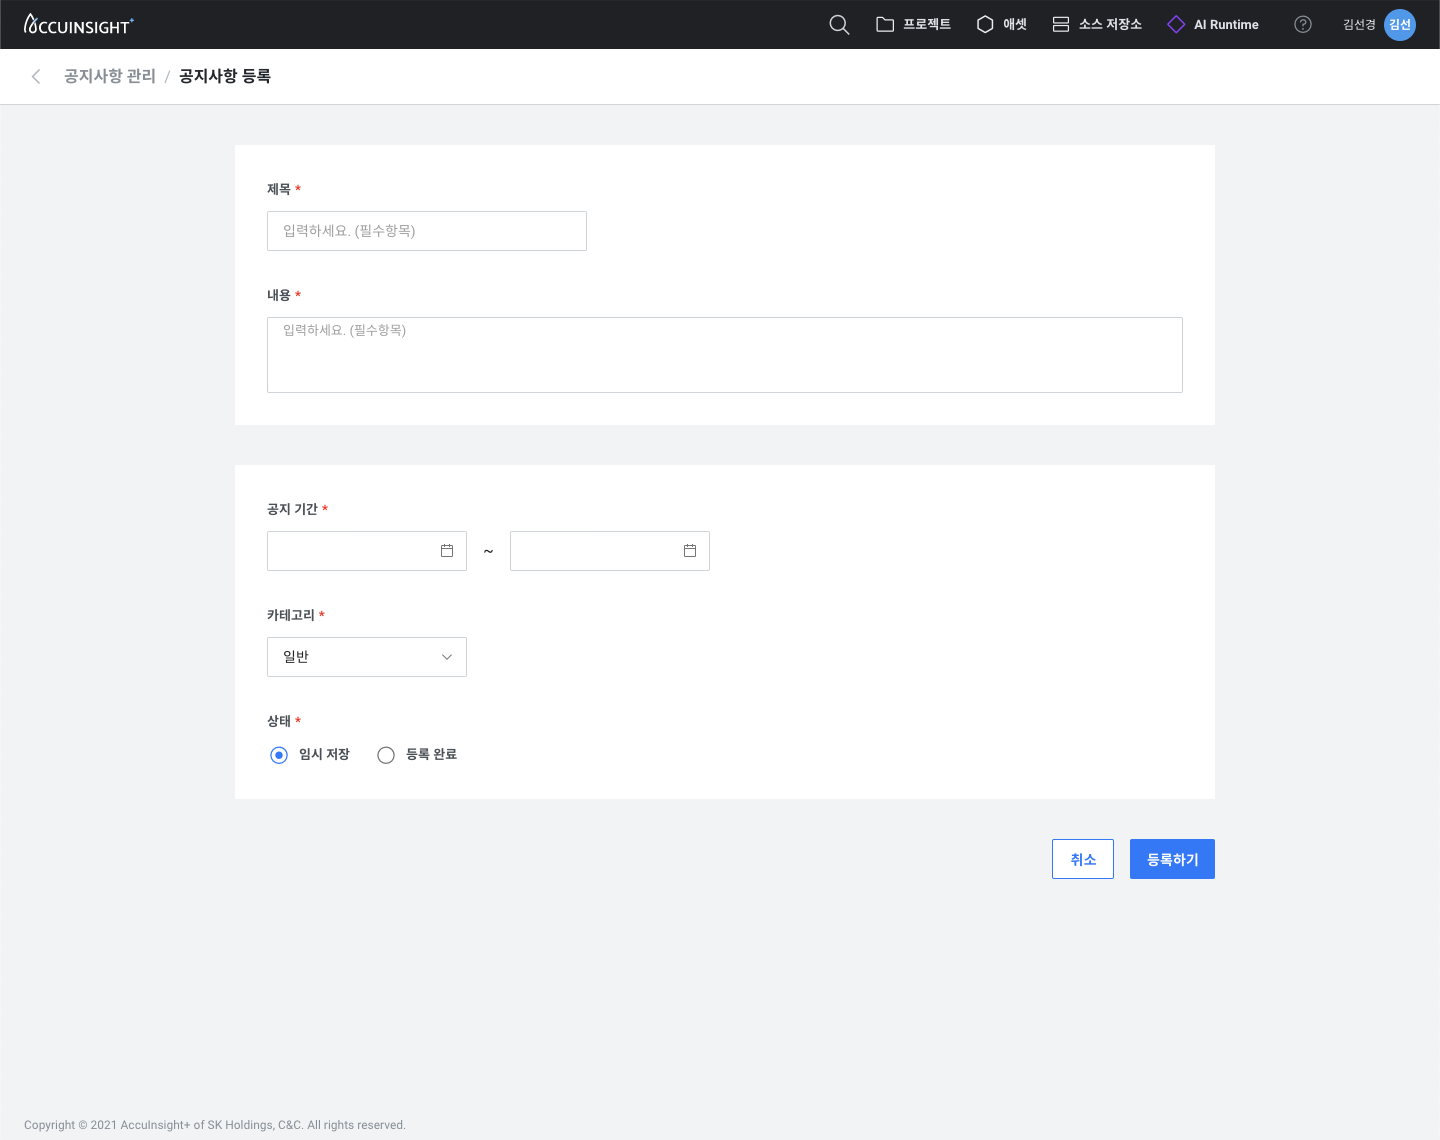 ACCUINSIGHT+ 프로젝트 애셋 소스 저장소 AI Runtime ? 김선경 김선
공지사항 관리 / 공지사항 등록
제목 *
입력하세요. (필수항목)
내용 *
입력하세요. (필수항목)
공지 기간 *
~
카테고리 *
일반
상태 *
임시 저장 등록 완료
취소 등록하기
Copyright © 2021 AccuInsight+ of SK Holdings, C&C. All rights reserved.